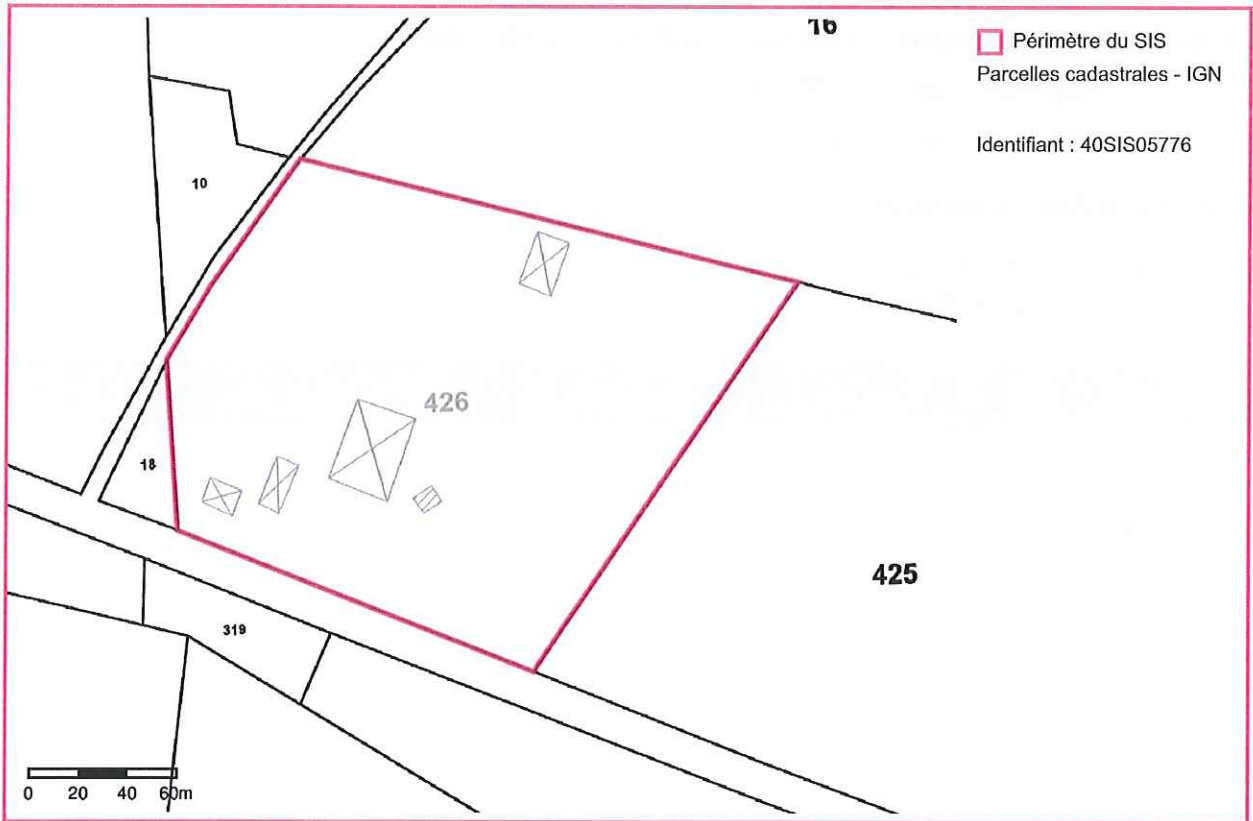 16
Périmètre du SIS
Parcelles cadastrales - IGN
Identifiant : 40SIS05776
10
426
18
425
319
0 20 40 60m